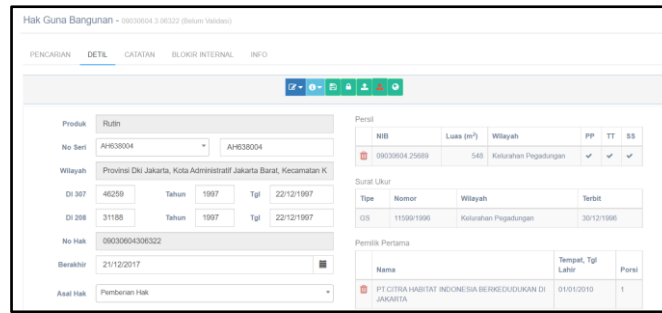 Hak Guna Bangunan - 09030604.3.06322 (Belum Validasi)
PENCARIAN DETIL CATATAN BLOKIR INTERNAL INFO
Produk Rutin
No Seri AH638004 AH638004
Wilayah Provinsi Dki Jakarta, Kota Administratif Jakarta Barat, Kecamatan K
DI 307 46259 Tahun 1997 Tgl 22/12/1997
DI 208 31188 Tahun 1997 Tgl 22/12/1997
No Hak 09030604306322
Berakhir 21/12/2017
Asal Hak Pemberian Hak
Persil
NIB Luas (m²) Wilayah PP TT SS
09030604.25689 548 Kelurahan Pegadungan
Surat Ukur
Tipe Nomor Wilayah Terbit
GS 11599/1996 Kelurahan Pegadungan 30/12/1996
Pemilik Pertama
Nama Tempat, Tgl Lahir Porsi
PT.CITRA HABITAT INDONESIA BERKEDUDUKAN DI 01/01/2010 1
JAKARTA